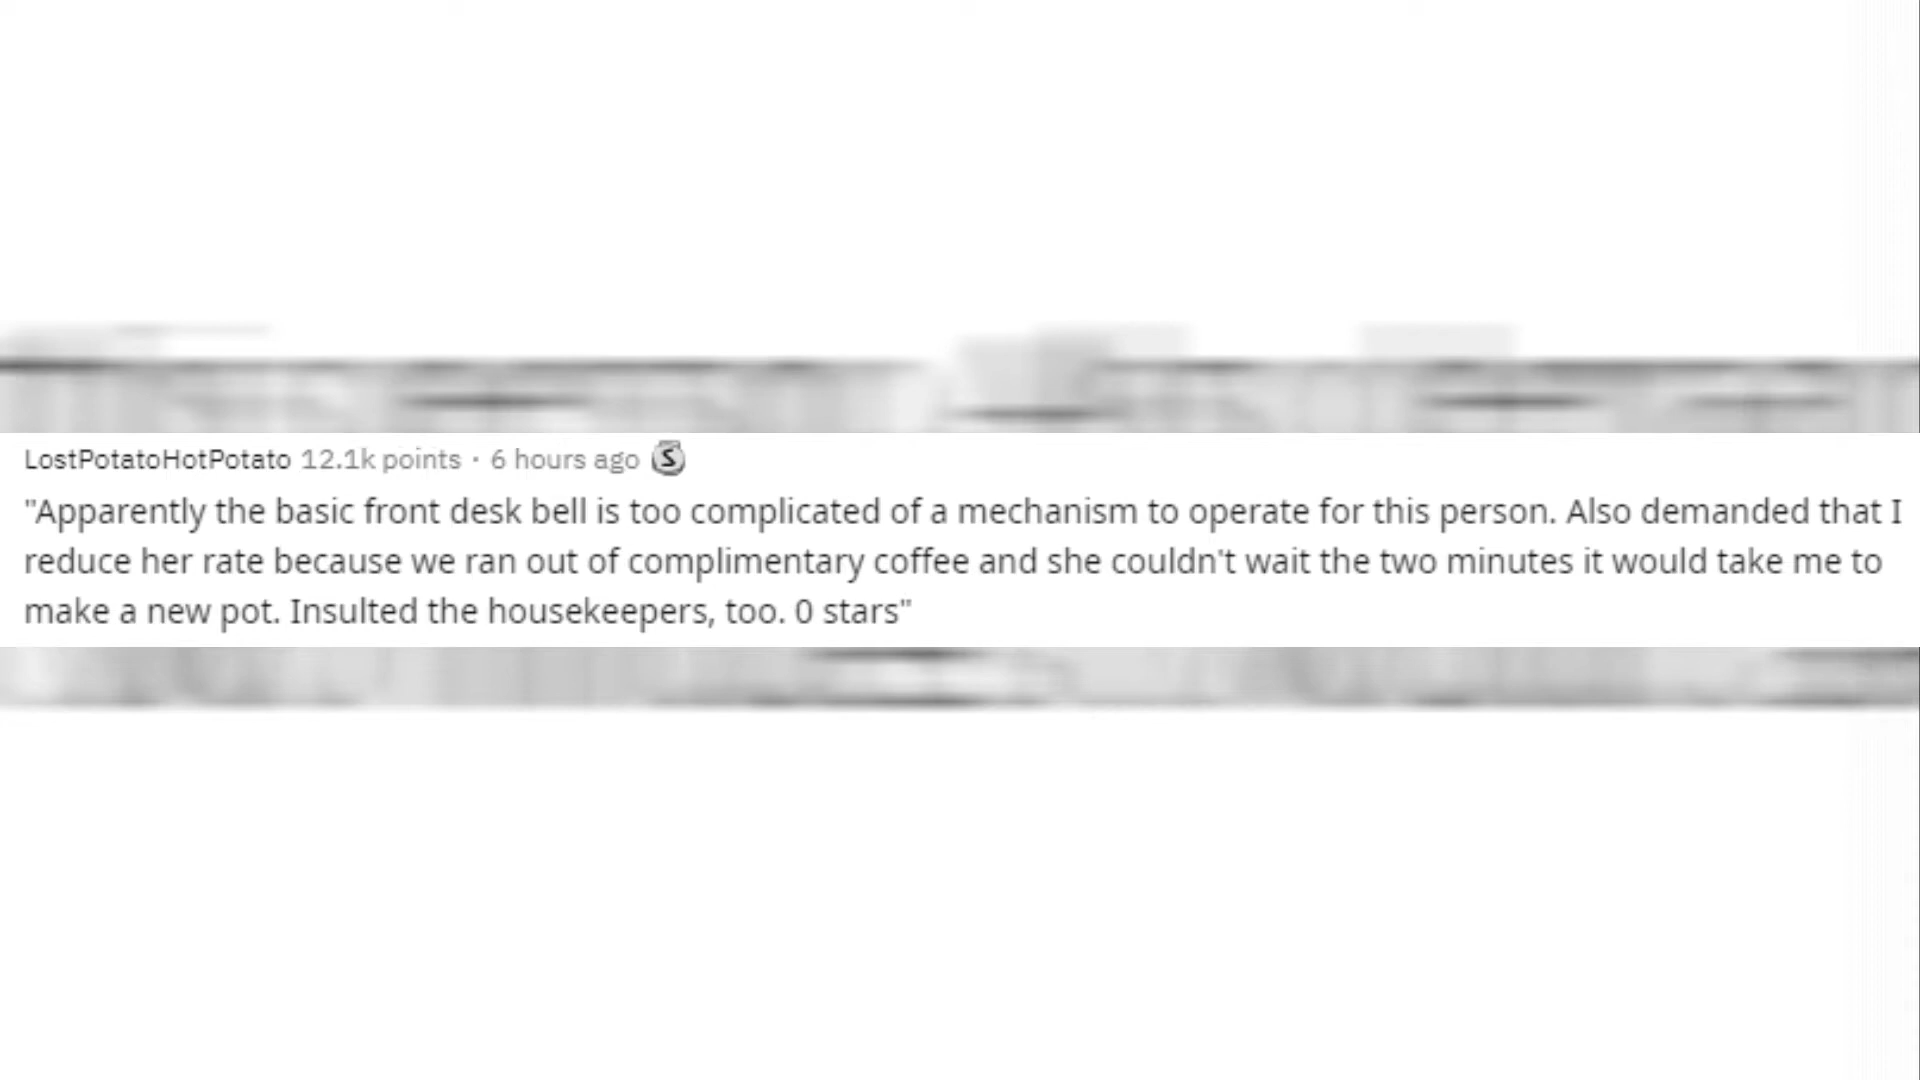 LostPotatoHotPotato 12.1k points · 6 hours ago S
"Apparently the basic front desk bell is too complicated of a mechanism to operate for this person. Also demanded that I
reduce her rate because we ran out of complimentary coffee and she couldn't wait the two minutes it would take me to
make a new pot. Insulted the housekeepers, too. 0 stars"